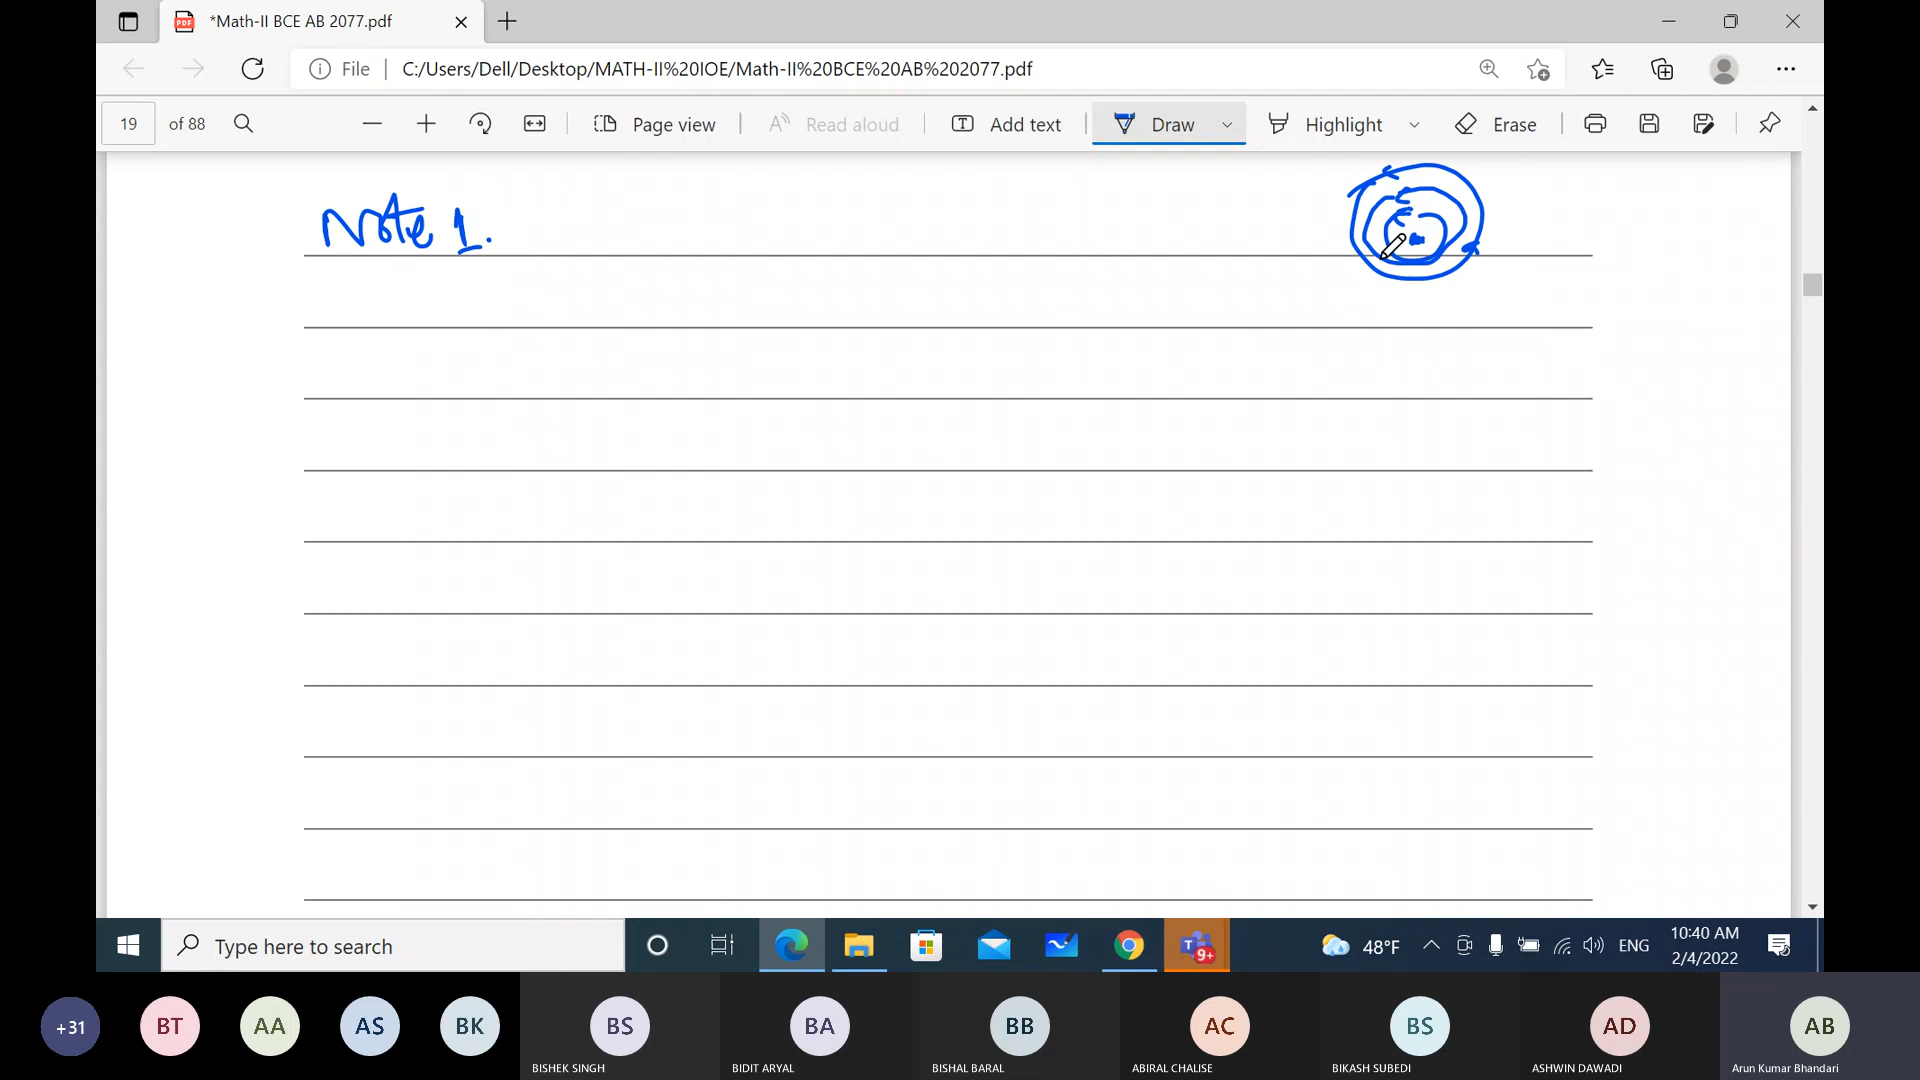 *Math-II BCE AB 2077.pdf
File C:/Users/Dell/Desktop/MATH-II%20IOE/Math-II%20BCE%20AB%202077.pdf
19 of 88 Page view Read aloud Add text Draw Highlight Erase
Note 1.
Type here to search 9+ 48°F ENG 10:40 AM
2/4/2022
+31 BT AA AS BK BS BA BB AC BS AD AB
BISHEK SINGH BIDIT ARYAL BISHAL BARAL ABIRAL CHALISE BIKASH SUBEDI ASHWIN DAWADI Arun Kumar Bhandari